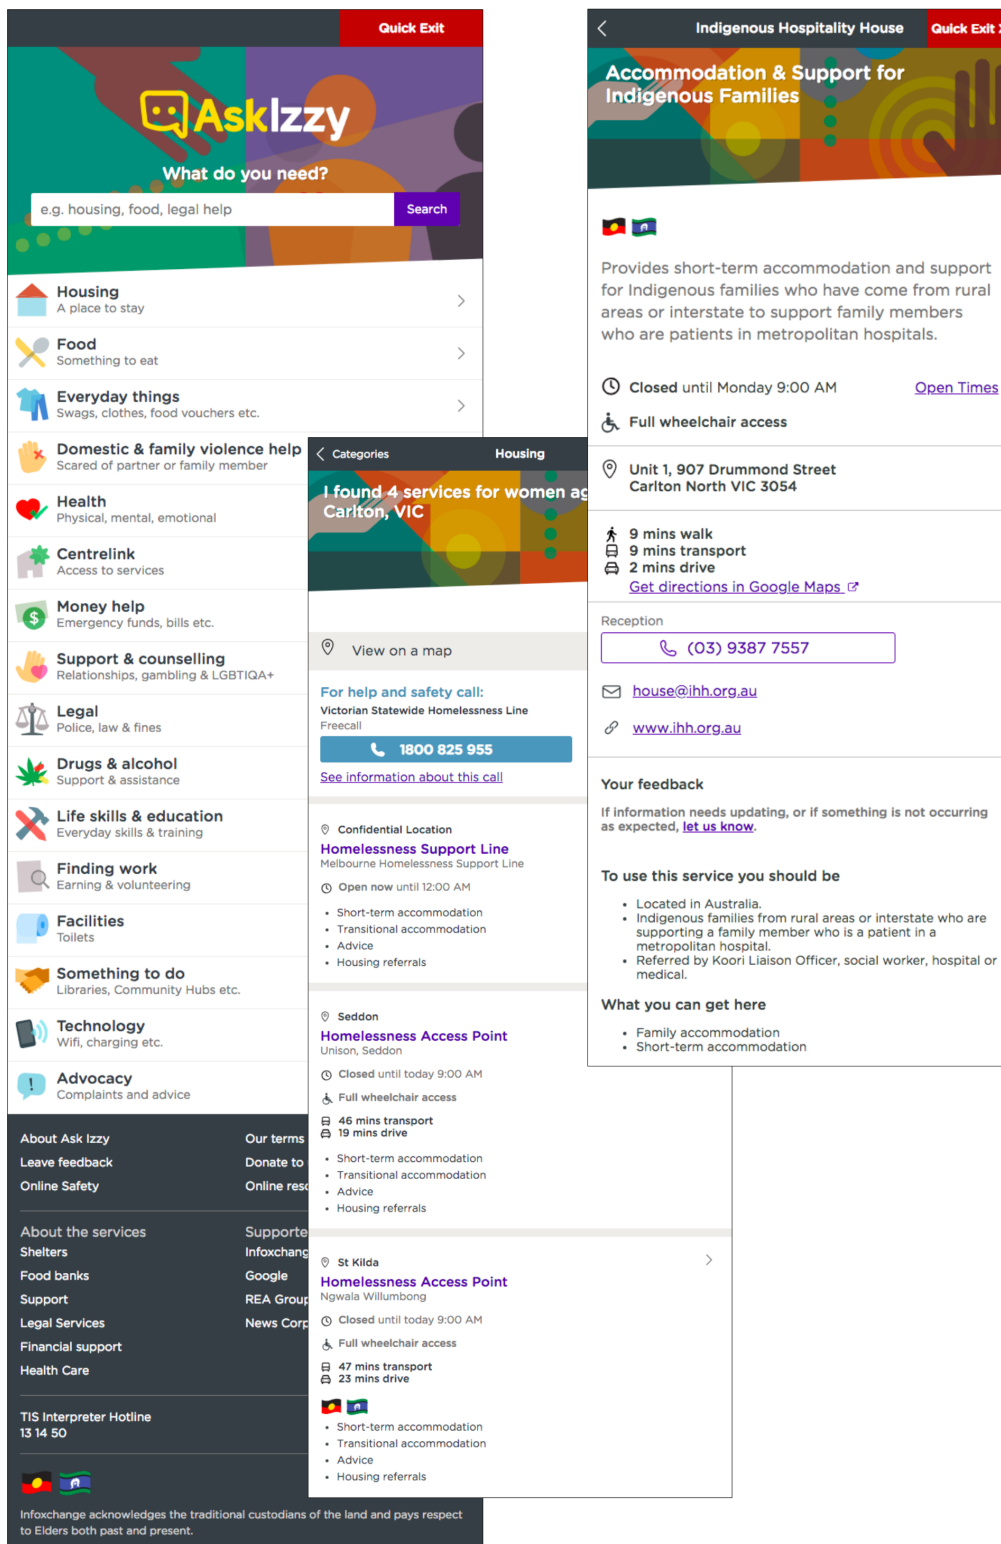 Quick Exit
AskIzzy
What do you need?
e.g. housing, food, legal help
Search
Housing
A place to stay
Food
Something to eat
Everyday things
Swags, clothes, food vouchers etc.
Domestic & family violence help
Scared of partner or family member
Health
Physical, mental, emotional
Centrelink
Access to services
Money help
Emergency funds, bills etc.
Support & counselling
Relationships, gambling & LGBTIQA+
Legal
Police, law & fines
Drugs & alcohol
Support & assistance
Life skills & education
Everyday skills & training
Finding work
Earning & volunteering
Facilities
Toilets
Something to do
Libraries, Community Hubs etc.
Technology
Wifi, charging etc.
Advocacy
Complaints and advice
About Ask Izzy
Leave feedback
Online Safety
Our terms
Donate to
Online
About the services
Shelters
Food banks
Support
Legal Services
Financial support
Health Care
Google
REA Group
News Corp
TIS Interpreter Hotline
13 14 50
Infoxchange acknowledges the traditional custodians of the land and pays respect
to Elders both past and present.
Categories
Housing
I found 4 services for women
Carlton, VIC
View on a map
For help and safety call:
Victorian Statewide Homelessness Line
Freecall
1800 825 955
See information about this call
Confidential Location
Homelessness Support Line
Melbourne Homelessness Support Line
Open now until 12:00 AM
• Short-term accommodation
• Transitional accommodation
• Advice
• Housing referrals
Seddon
Homelessness Access Point
Unison, Seddon
Closed until today 9:00 AM
Full wheelchair access
46 mins transport
19 mins drive
• Short-term accommodation
• Transitional accommodation
• Advice
• Housing referrals
St Kilda
Homelessness Access Point
Ngwala Willumbong
Closed until today 9:00 AM
Full wheelchair access
47 mins transport
23 mins drive
• Short-term accommodation
• Transitional accommodation
• Advice
• Housing referrals
Indigenous Hospitality House
Quick Exit
Accommodation & Support for
Indigenous Families
Provides short-term accommodation and support
for Indigenous families who have come from rural
areas or interstate to support family members
who are patients in metropolitan hospitals.
Closed until Monday 9:00 AM
Open Times
Full wheelchair access
Unit 1, 907 Drummond Street
Carlton North VIC 3054
9 mins walk
9 mins transport
2 mins drive
Get directions in Google Maps
Reception
(03) 9387 7557
house@ihh.org.au
www.ihh.org.au
Your feedback
If information needs updating, or if something is not occurring
as expected, let us know.
To use this service you should be
• Located in Australia.
• Indigenous families from rural areas or interstate who are
supporting a family member who is a patient in a
metropolitan hospital.
• Referred by Koori Liaison Officer, social worker, hospital or
medical.
What you can get here
• Family accommodation
• Short-term accommodation